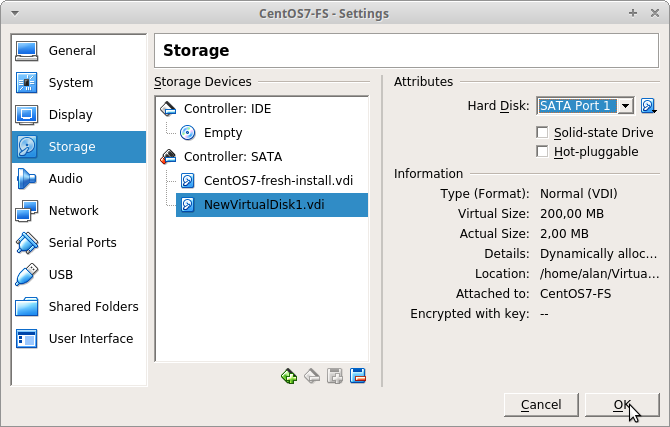 CentOS7-FS - Settings
General
System
Display
Storage
Audio
Network
Serial Ports
USB
Shared Folders
User Interface
Storage
Storage Devices
Controller: IDE
Empty
Controller: SATA
CentOS7-fresh-install.vdi
NewVirtualDisk1.vdi
Attributes
Hard Disk: SATA Port 1
Solid-state Drive
Hot-pluggable
Information
Type (Format): Normal (VDI)
Virtual Size: 200,00 MB
Actual Size: 2,00 MB
Details: Dynamically alloc...
Location: /home/alan/Virtua...
Attached to: CentOS7-FS
Encrypted with key: --
Cancel OK